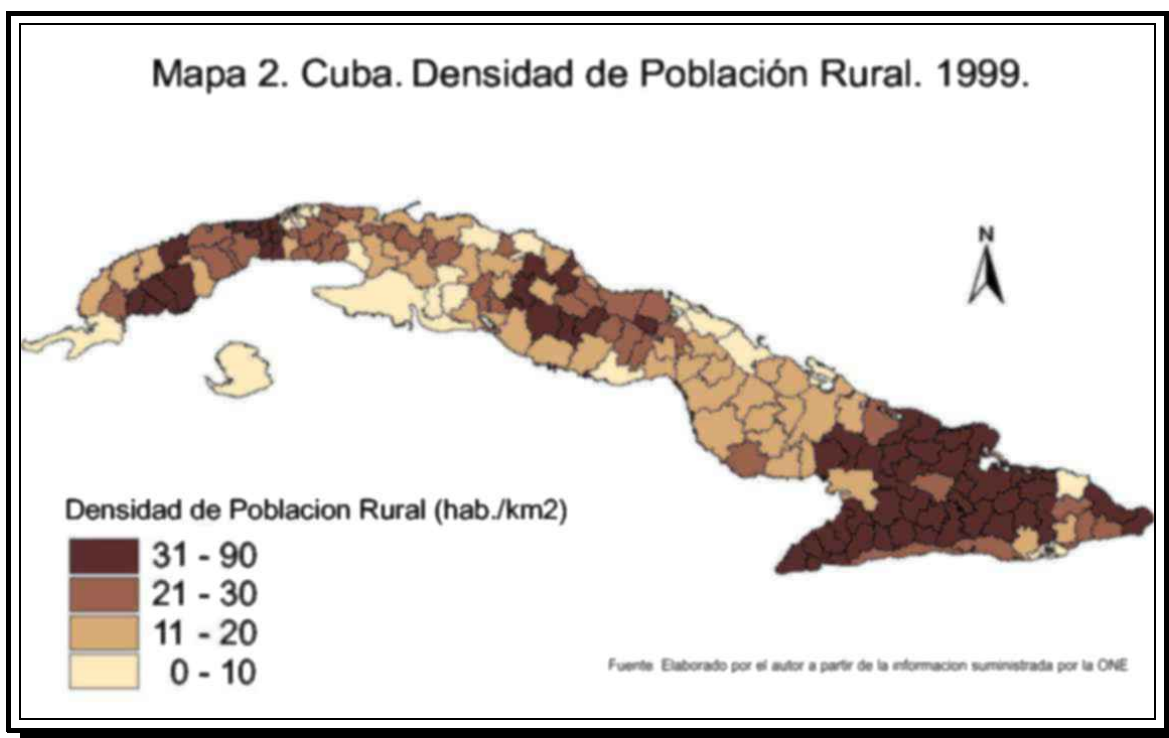 Mapa 2. Cuba. Densidad de Población Rural. 1999.
N
Densidad de Poblacion Rural (hab./km2)
31 - 90
21 - 30
11 - 20
0 - 10
Fuente Elaborado por el autor a partir de la informacion suministrada por la ONE